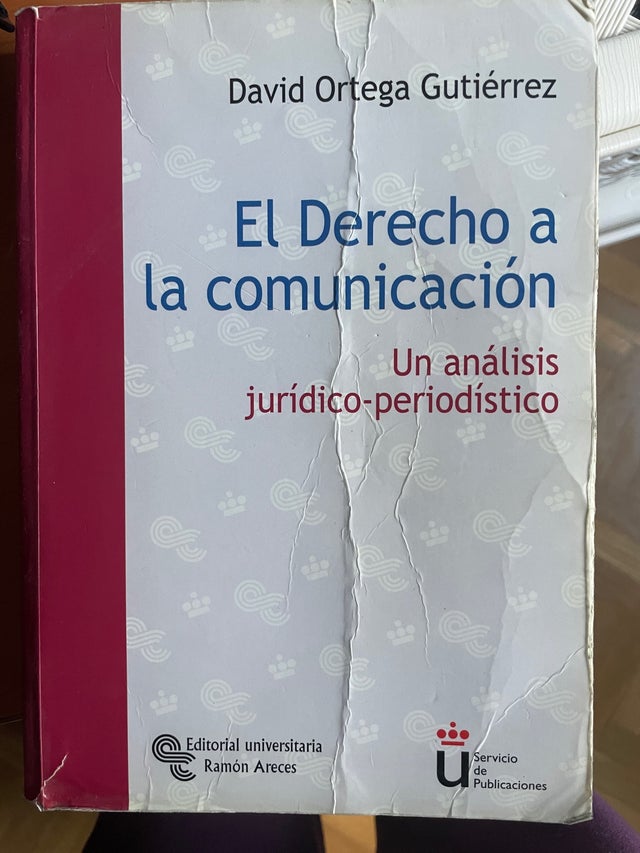 David Ortega Gutiérrez
El Derecho a
la comunicación
Un análisis
jurídico-periodístico
Editorial universitaria
Ramón Areces
u Servicio
de
Publicaciones